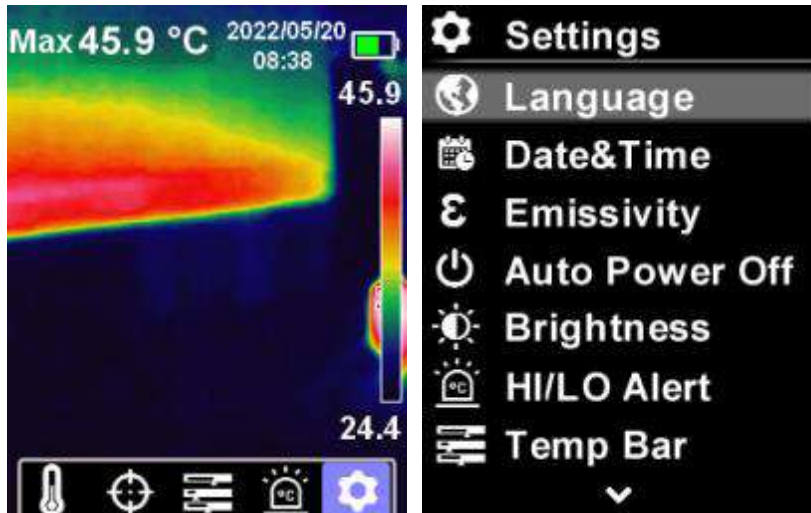 Max 45.9 °C 2022/05/20
08:38
45.9
24.4
°C
Settings
Language
Date&Time
ε Emissivity
Auto Power Off
Brightness
°C HI/LO Alert
Temp Bar